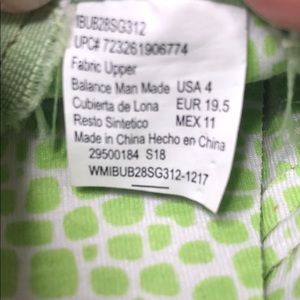 MIBUB28SG312
UPC# 723261906774
Fabric Upper
Balance Man Made USA 4
Cubierta de Lona EUR 19.5
Resto Sintetico MEX 11
Made in China Hecho en China
29500184 S18
WMIBUB28SG312-1217